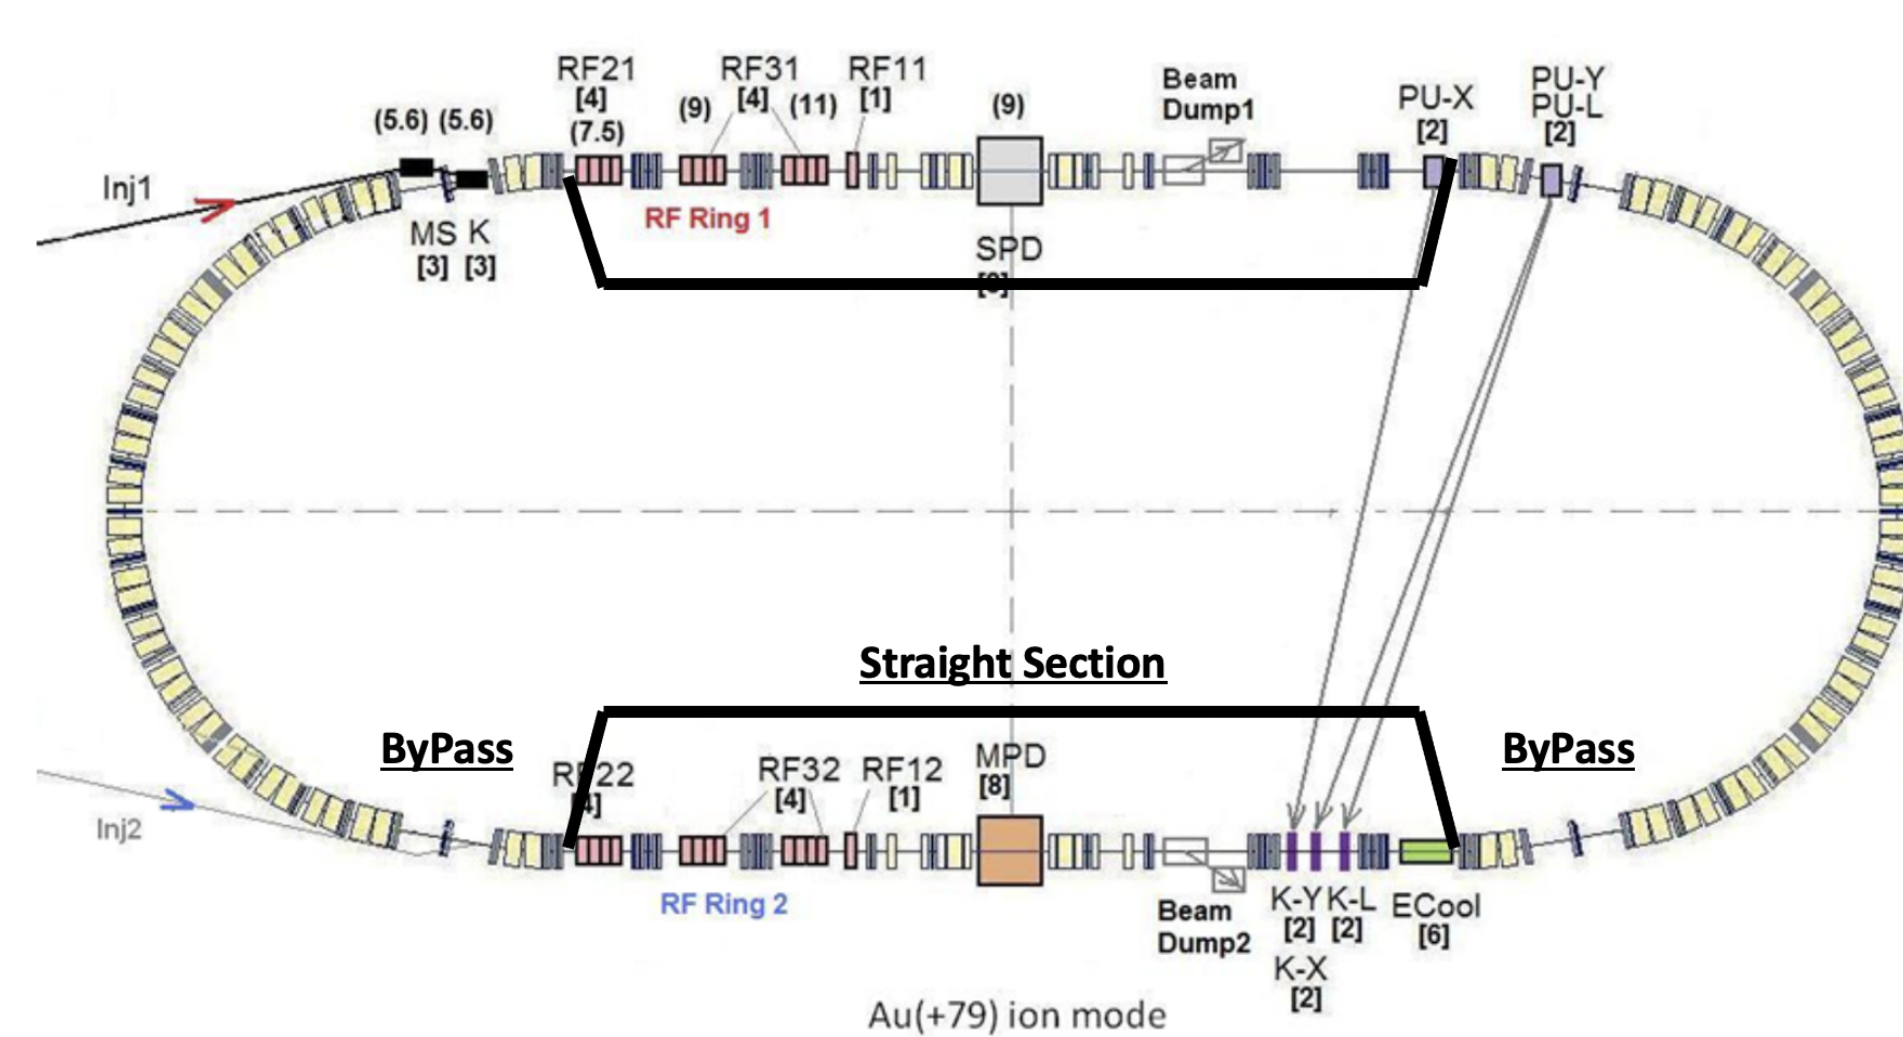 RF21
[4]
(7.5)
RF31
(9) [4] (11)
RF11
[1]
(9)
Beam
Dump1
PU-X
[2]
PU-Y
PU-L
[2]
(5.6) (5.6)
Inj1
MS K
[3] [3]
RF Ring 1
SPD
Straight Section
ByPass
ByPass
RF22
[4]
RF32
[4]
RF12
[1]
MPD
[8]
Inj2
RF Ring 2
Beam
Dump2
K-Y K-L
[2] [2]
K-X
[2]
ECool
[6]
Au(+79) ion mode